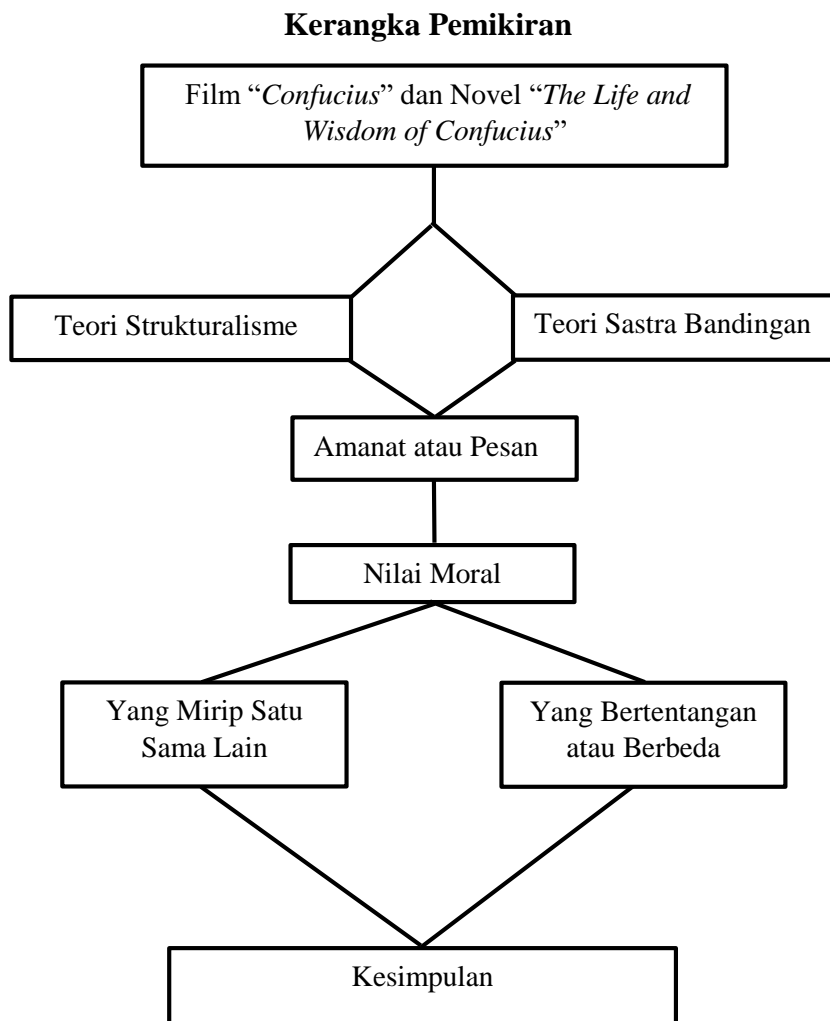 Kerangka Pemikiran
Film “Confucius” dan Novel “The Life and
Wisdom of Confucius”
Teori Strukturalisme
Teori Sastra Bandingan
Amanat atau Pesan
Nilai Moral
Yang Mirip Satu
Sama Lain
Yang Bertentangan
atau Berbeda
Kesimpulan